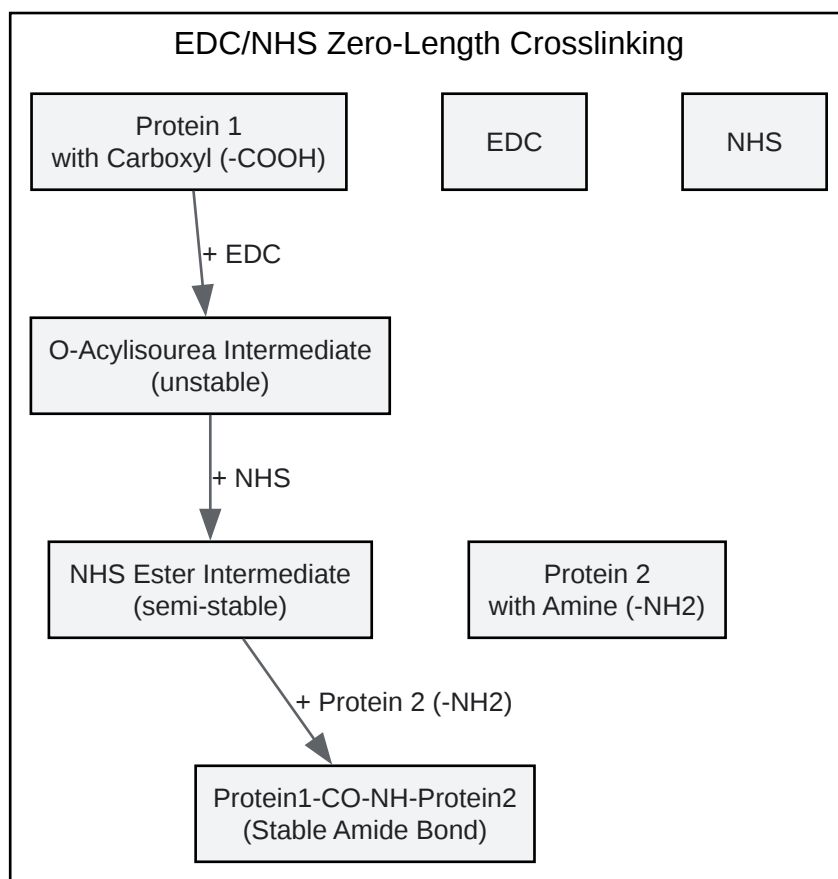 EDC/NHS Zero-Length Crosslinking
Protein 1
with Carboxyl (-COOH)
EDC
NHS
+ EDC
O-Acylisourea Intermediate
(unstable)
+ NHS
NHS Ester Intermediate
(semi-stable)
Protein 2
with Amine (-NH2)
+ Protein 2 (-NH2)
Protein1-CO-NH-Protein2
(Stable Amide Bond)